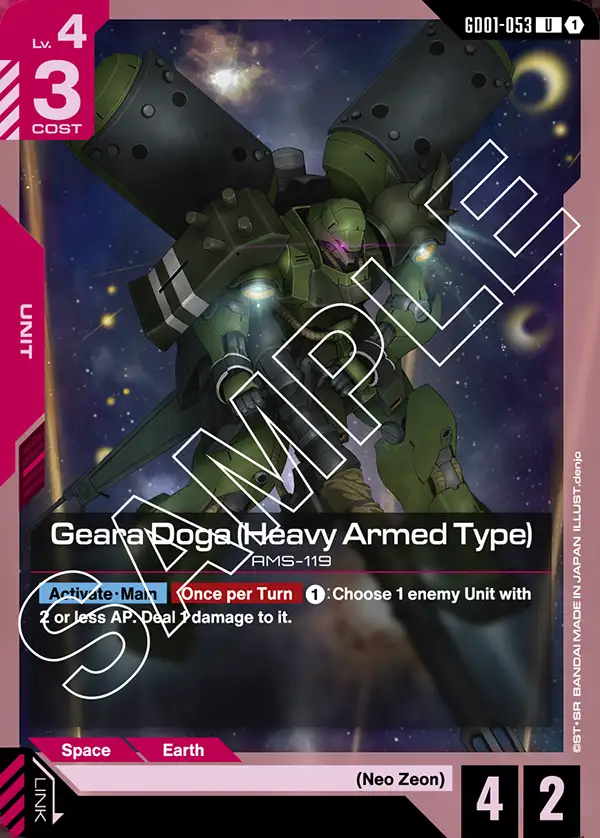 GD01-053 U 1
Lv. 4
3
COST
UNIT
SAMPLE
Geara Doga (Heavy Armed Type)
RMS-119
Activate･Main Once per Turn ①:Choose 1 enemy Unit with
2 or less AP. Deal 1 damage to it.
©ST･SR BANDAI MADE IN JAPAN ILLUST.denjo
Space Earth
LINK
(Neo Zeon)
4 2